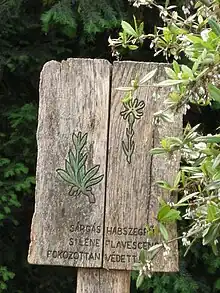 SÁRGÁS HABSZEGFŰ
SILENE FLAVESCENS
FOKOZOTTAN VÉDETT!